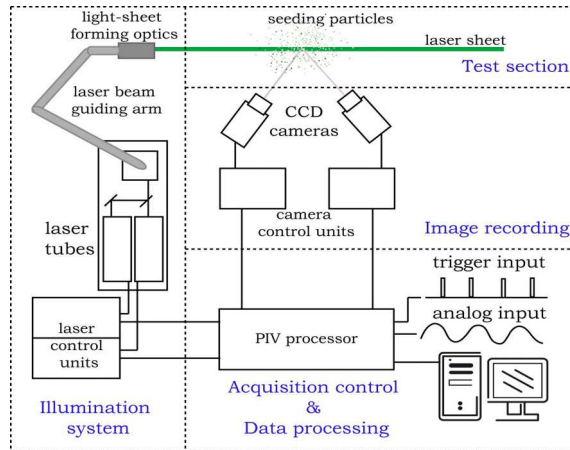 light-sheet
forming optics
seeding particles
laser sheet
Test section
laser beam
guiding arm
CCD
cameras
laser
tubes
camera
control units
Image recording
trigger input
analog input
laser
control
units
PIV processor
Illumination
system
Acquisition control
&
Data processing